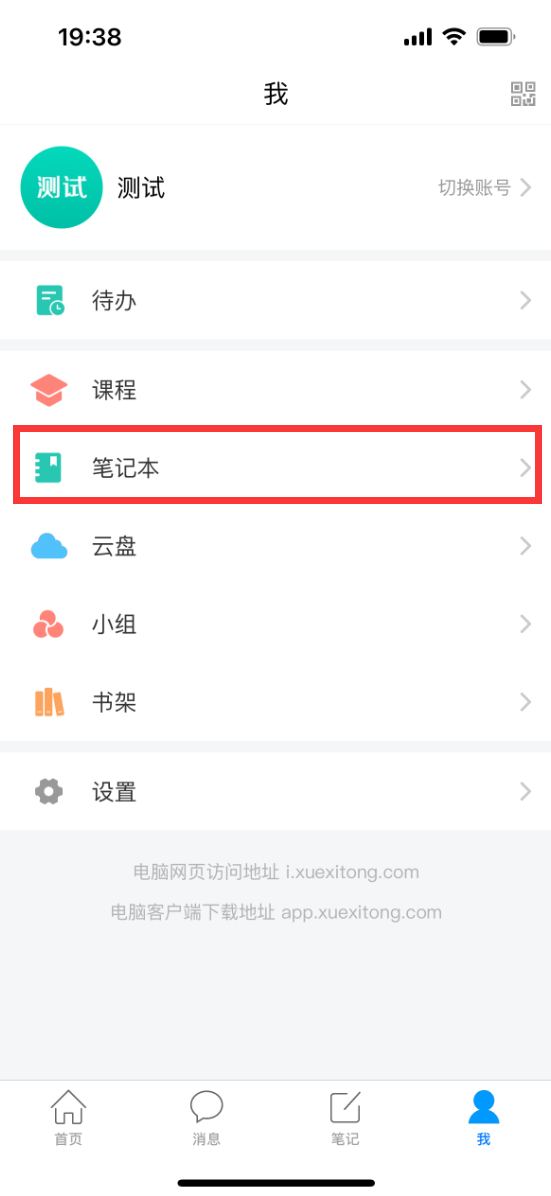 19:38
我
测试
测试
切换账号
待办
课程
笔记本
云盘
小组
书架
设置
电脑网页访问地址 i.xuexitong.com
电脑客户端下载地址 app.xuexitong.com
首页
消息
笔记
我